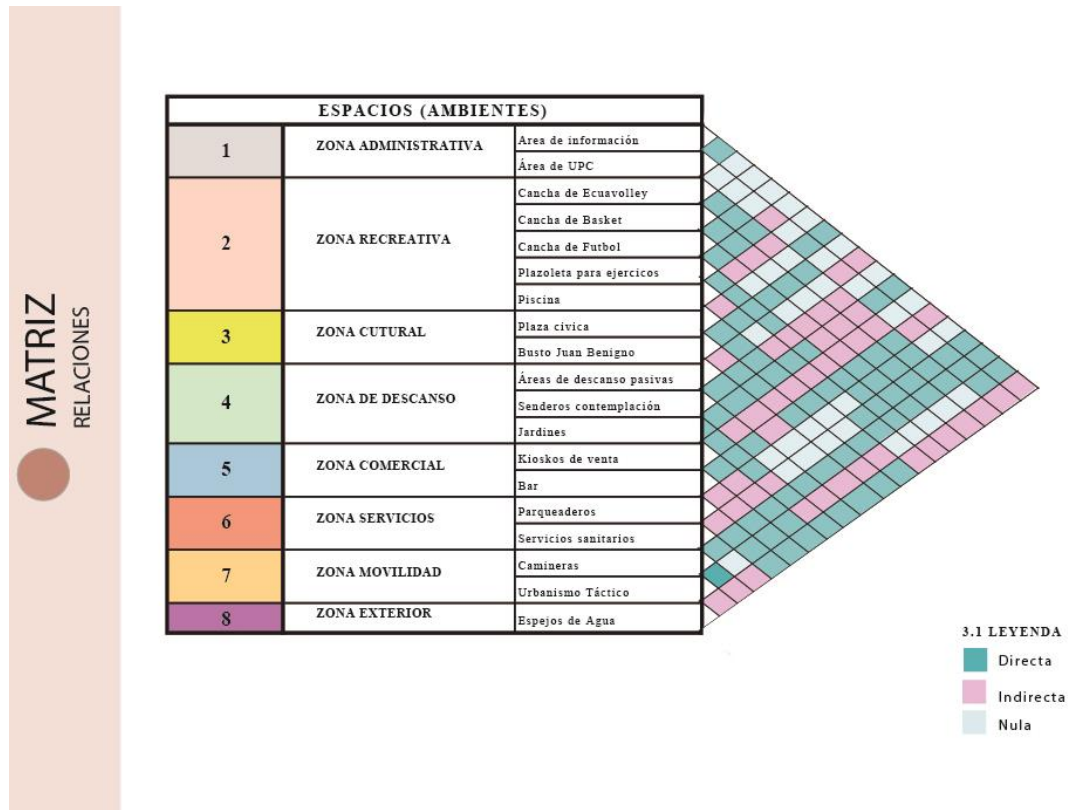 MATRIZ
RELACIONES
ESPACIOS (AMBIENTES)
1
ZONA ADMINISTRATIVA
Area de información
Área de UPC
2
ZONA RECREATIVA
Cancha de Ecuavolley
Cancha de Basket
Cancha de Futbol
Plazoleta para ejercicos
Piscina
3
ZONA CUTURAL
Plaza cívica
Busto Juan Benigno
4
ZONA DE DESCANSO
Áreas de descanso pasivas
Senderos contemplación
Jardines
5
ZONA COMERCIAL
Kioskos de venta
Bar
6
ZONA SERVICIOS
Parqueaderos
Servicios sanitarios
7
ZONA MOVILIDAD
Camineras
Urbanismo Táctico
8
ZONA EXTERIOR
Espejos de Agua
3.1 LEYENDA
Directa
Indirecta
Nula